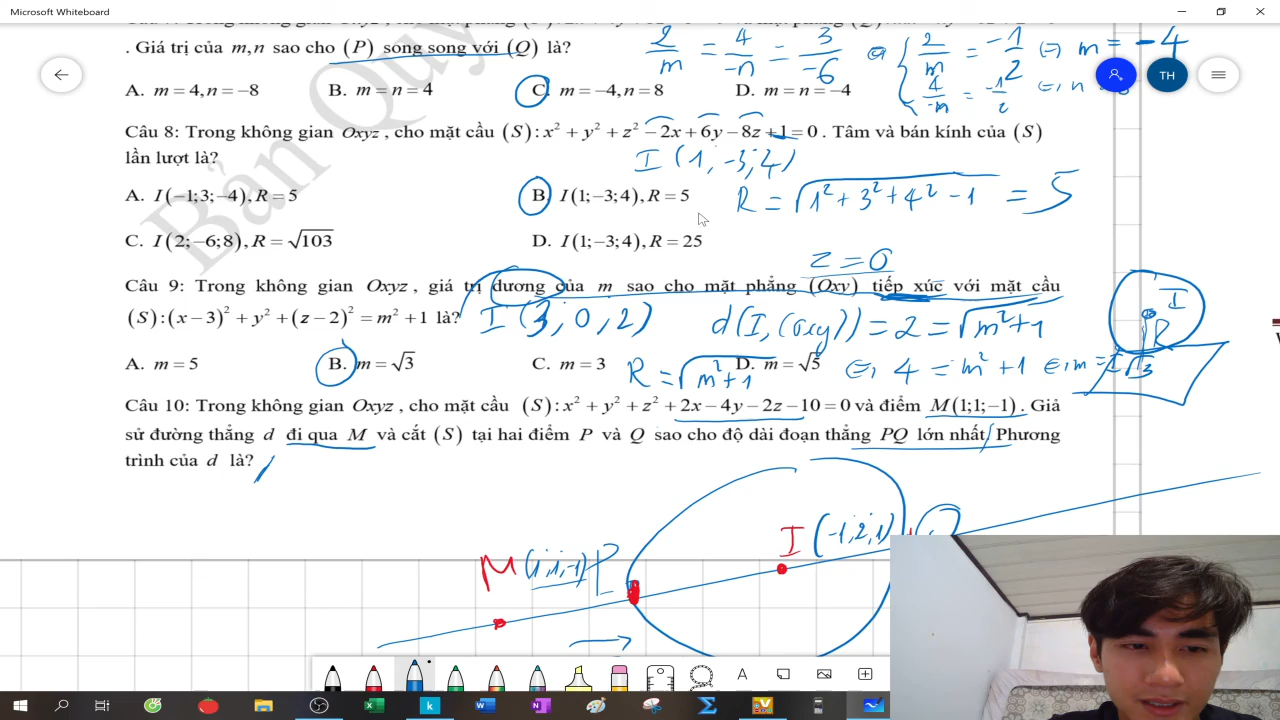 Microsoft Whiteboard
. Giá trị của m,n sao cho (P) song song với (Q) là?
2/m = 4/-n = 3/-6
2/m = -1/2 ⇔ m = -4
4/-n = -1/2
TH
A. m = 4, n = −8 B. m = n = 4 C. m = −4, n = 8 D. m = n = −4
Câu 8: Trong không gian Oxyz, cho mặt cầu (S): x² + y² + z² − 2x + 6y − 8z + 1 = 0. Tâm và bán kính của (S)
lần lượt là?
I (1, -3, 4)
A. I(−1;3;−4), R = 5 B. I(1;−3;4), R = 5
R = √(1² + 3² + 4² - 1) = 5
C. I(2;−6;8), R = √103 D. I(1;−3;4), R = 25
z = 0
Câu 9: Trong không gian Oxyz, giá trị dương của m sao cho mặt phẳng (Oxy) tiếp xúc với mặt cầu
(S): (x−3)² + y² + (z−2)² = m² + 1 là?
I (3, 0, 2) d(I, (oxy)) = 2 = √(m²+1)
I
R
A. m = 5 B. m = √3 C. m = 3 D. m = √5
R = √(m²+1) ⇔ 4 = m² + 1 ⇔ m = ±√3
Câu 10: Trong không gian Oxyz, cho mặt cầu (S): x² + y² + z² + 2x − 4y − 2z − 10 = 0 và điểm M(1;1;−1). Giả
sử đường thẳng d đi qua M và cắt (S) tại hai điểm P và Q sao cho độ dài đoạn thẳng PQ lớn nhất. Phương
trình của d là?
I (-1, 2, 1)
M (1, 1, -1) P
A